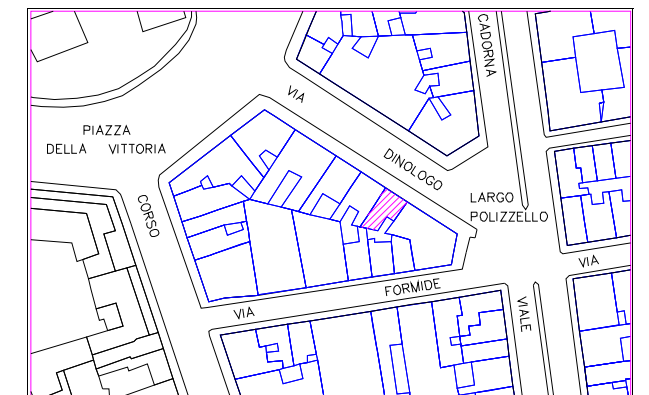 CADORNA
VIA
PIAZZA
DELLA VITTORIA
DINOLOGO
CORSO
LARGO
POLIZZELLO
VIA
FORMIDE
VIA
VIALE